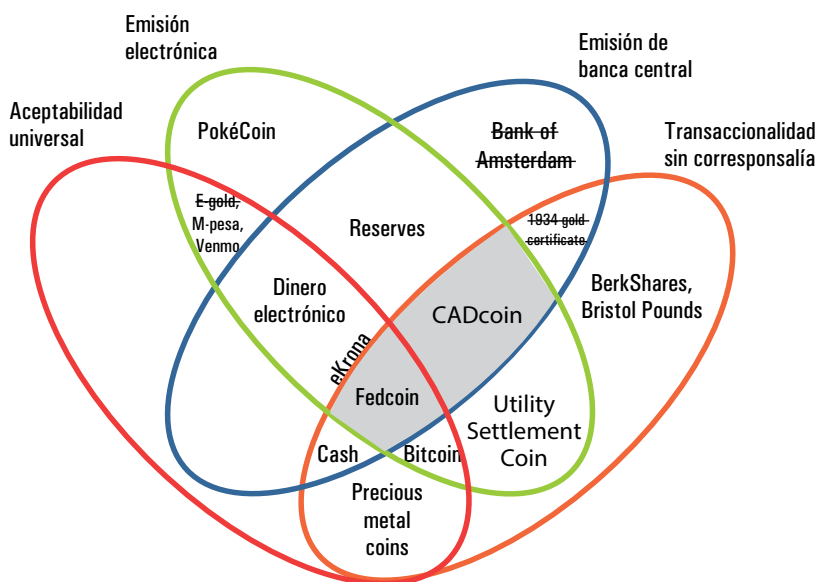 Emisión
electrónica
Emisión de
banca central
Aceptabilidad
universal
PokéCoin
Bank of
Amsterdam
Transaccionalidad
sin corresponsalía
E-gold,
M-pesa,
Venmo
Reserves
1934 gold
certificate
Dinero
electrónico
CADcoin
BerkShares,
Bristol Pounds
eKrona
Fedcoin
Utility
Settlement
Coin
Cash
Bitcoin
Precious
metal
coins